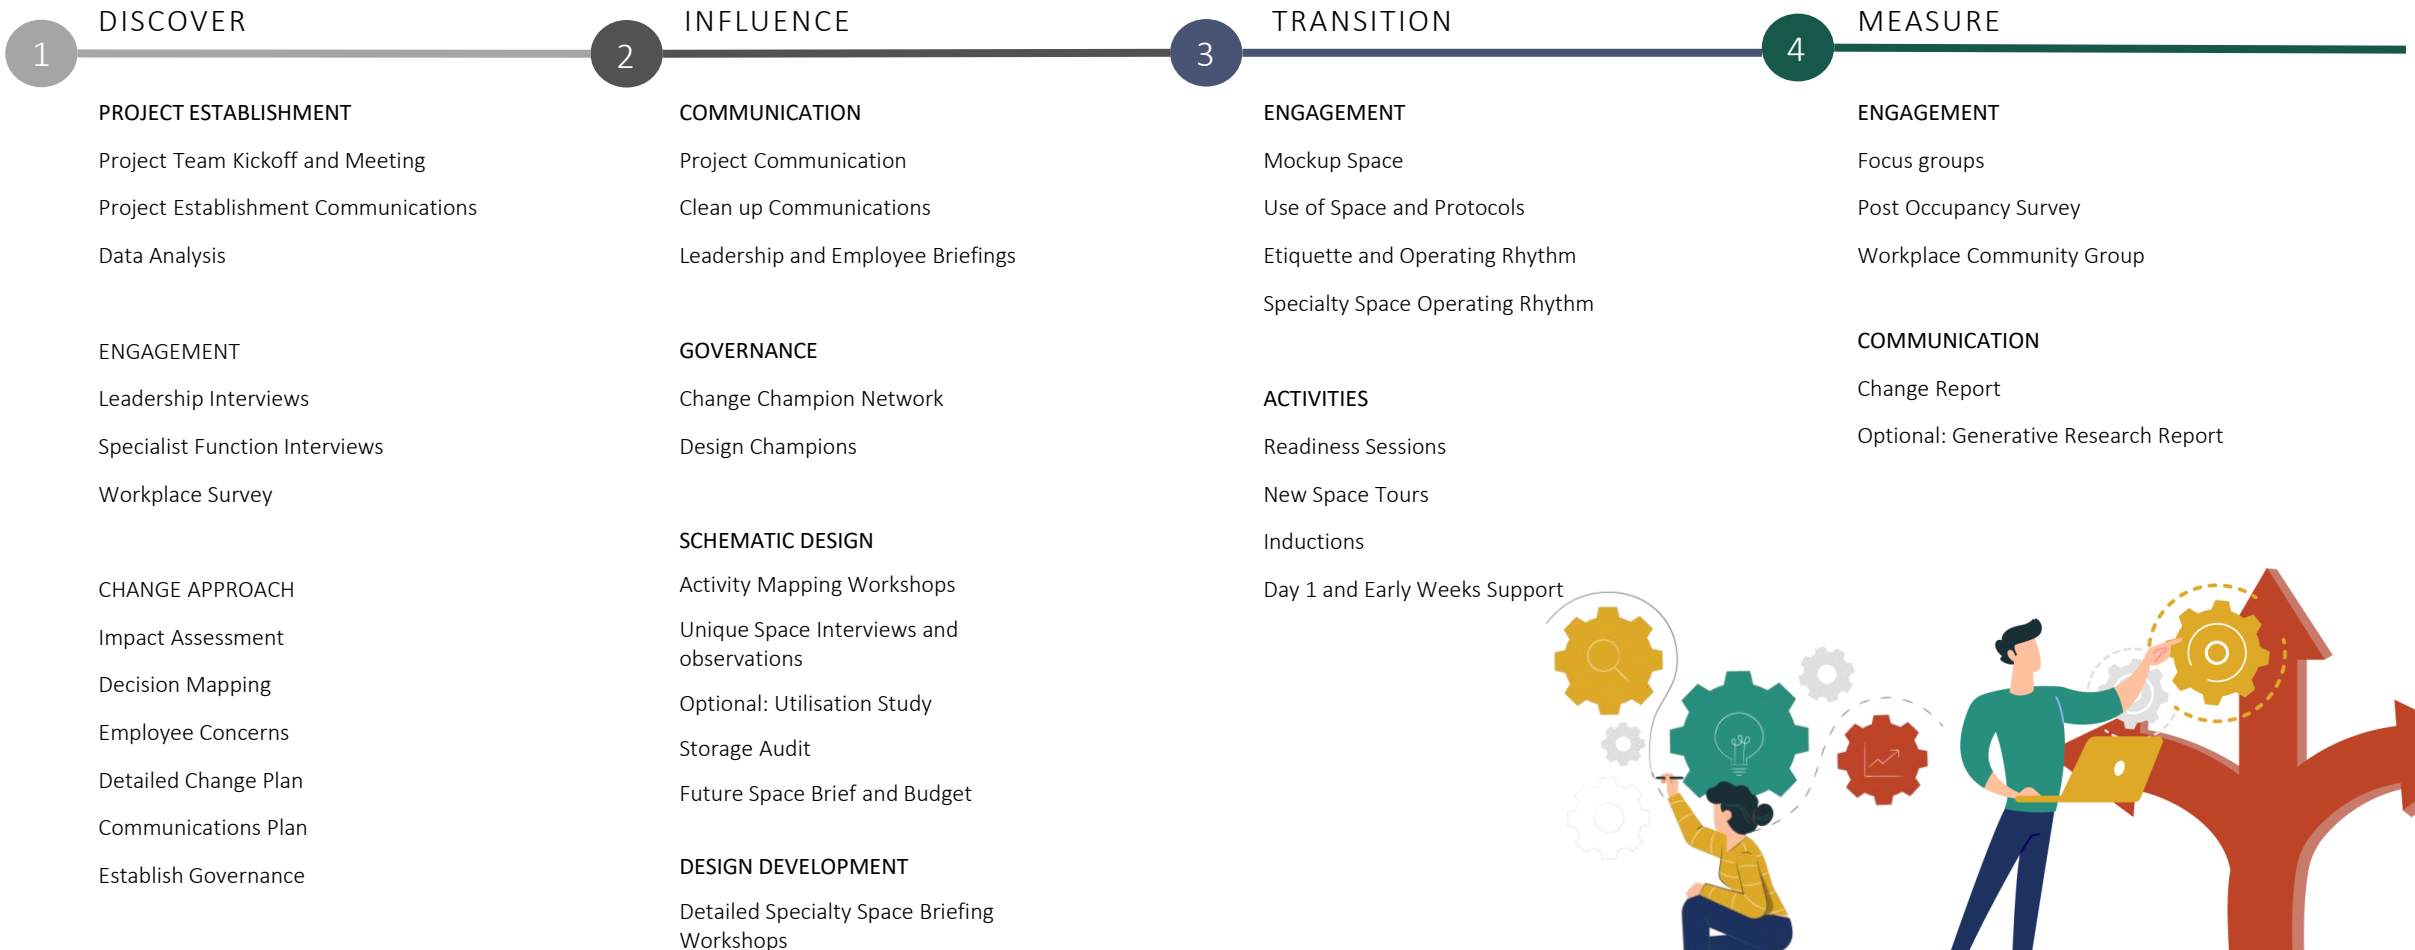 1
DISCOVER
PROJECT ESTABLISHMENT
Project Team Kickoff and Meeting
Project Establishment Communications
Data Analysis
ENGAGEMENT
Leadership Interviews
Specialist Function Interviews
Workplace Survey
CHANGE APPROACH
Impact Assessment
Decision Mapping
Employee Concerns
Detailed Change Plan
Communications Plan
Establish Governance
2
INFLUENCE
COMMUNICATION
Project Communication
Clean up Communications
Leadership and Employee Briefings
GOVERNANCE
Change Champion Network
Design Champions
SCHEMATIC DESIGN
Activity Mapping Workshops
Unique Space Interviews and
observations
Optional: Utilisation Study
Storage Audit
Future Space Brief and Budget
DESIGN DEVELOPMENT
Detailed Specialty Space Briefing
Workshops
3
TRANSITION
ENGAGEMENT
Mockup Space
Use of Space and Protocols
Etiquette and Operating Rhythm
Specialty Space Operating Rhythm
ACTIVITIES
Readiness Sessions
New Space Tours
Inductions
Day 1 and Early Weeks Support
4
MEASURE
ENGAGEMENT
Focus groups
Post Occupancy Survey
Workplace Community Group
COMMUNICATION
Change Report
Optional: Generative Research Report